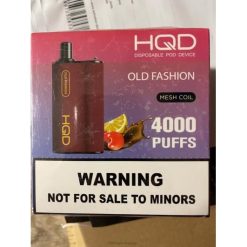 HQD
DISPOSABLE POD DEVICE
OLD FASHION
MESH COIL
HQD
4000
PUFFS
WARNING
NOT FOR SALE TO MINORS